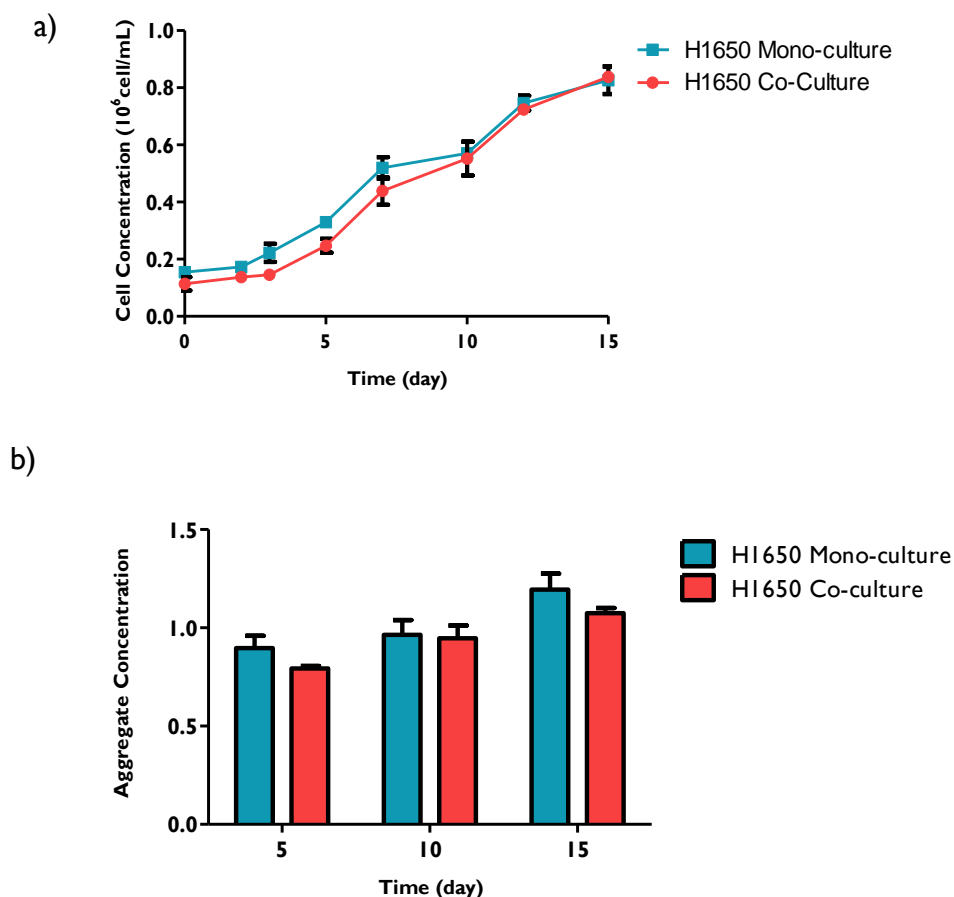 a)
Cell Concentration (10⁶cell/mL)
1.0
0.8
0.6
0.4
0.2
0.0
0 5 10 15
Time (day)
H1650 Mono-culture
H1650 Co-Culture
b)
Aggregate Concentration
1.5
1.0
0.5
0.0
5 10 15
Time (day)
H1650 Mono-culture
H1650 Co-culture